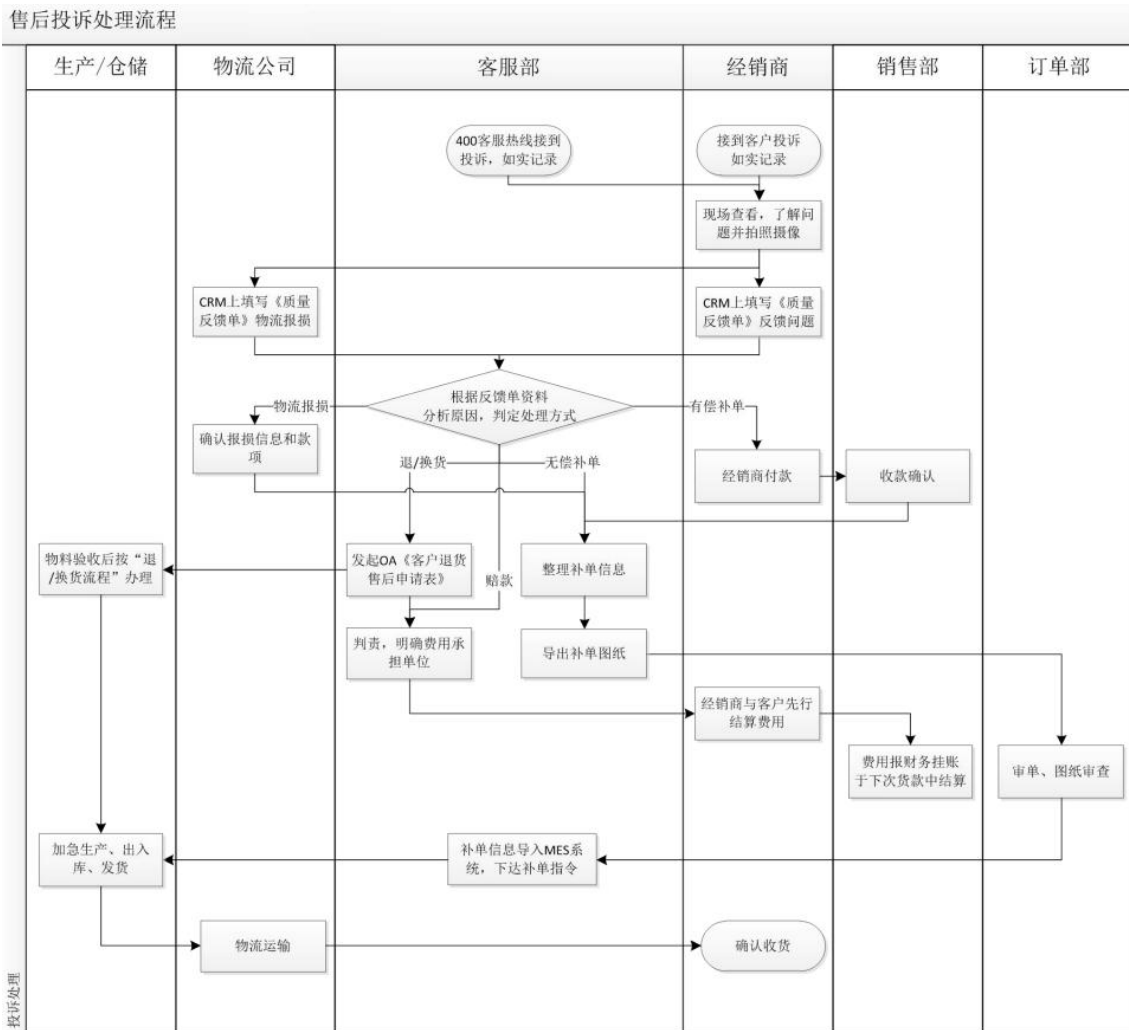 售后投诉处理流程
生产/仓储
物流公司
客服部
经销商
销售部
订单部
400客服热线接到
投诉，如实记录
接到客户投诉
如实记录
现场查看，了解问
题并拍照摄像
CRM上填写《质量
反馈单》物流报损
CRM上填写《质量
反馈单》反馈问题
根据反馈单资料
分析原因，判定处理方式
物流报损
有偿补单
确认报损信息和款
项
退/换货
无偿补单
经销商付款
收款确认
物料验收后按“退
/换货流程”办理
发起OA《客户退货
售后申请表》
赔款
整理补单信息
判责，明确费用承
担单位
导出补单图纸
经销商与客户先行
结算费用
费用报财务挂账
于下次货款中结算
审单、图纸审查
加急生产、出入
库、发货
补单信息导入MES系
统，下达补单指令
物流运输
确认收货
投诉处理